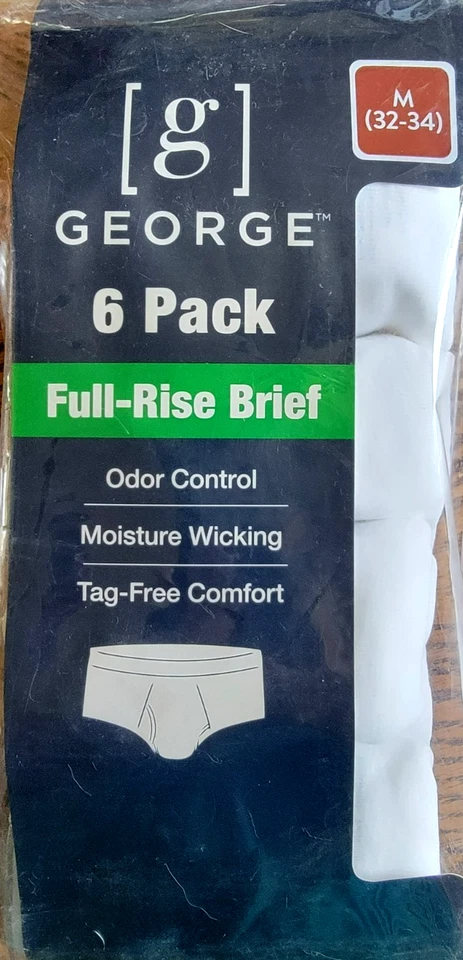 M
(32-34)
[g]
GEORGE™
6 Pack
Full-Rise Brief
Odor Control
Moisture Wicking
Tag-Free Comfort